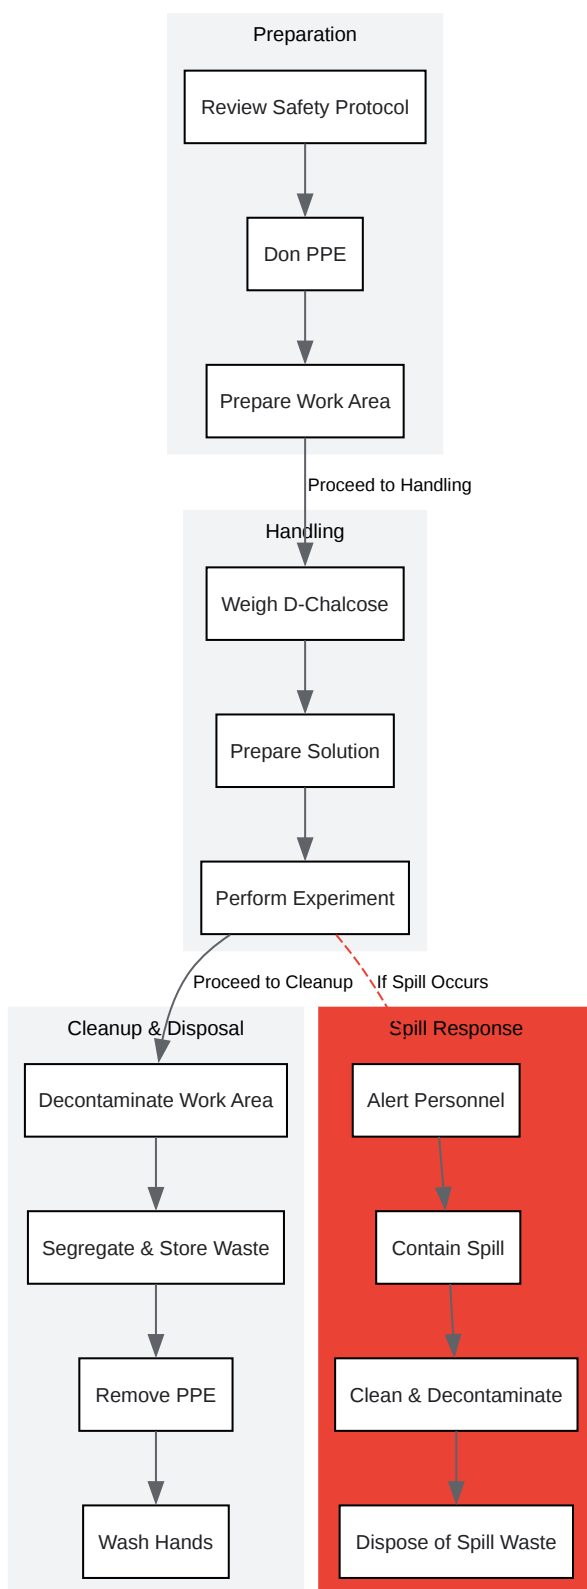 Preparation
Review Safety Protocol
Don PPE
Prepare Work Area
Proceed to Handling
Handling
Weigh D-Chalcose
Prepare Solution
Perform Experiment
Proceed to Cleanup
If Spill Occurs
Cleanup & Disposal
Decontaminate Work Area
Segregate & Store Waste
Remove PPE
Wash Hands
Spill Response
Alert Personnel
Contain Spill
Clean & Decontaminate
Dispose of Spill Waste